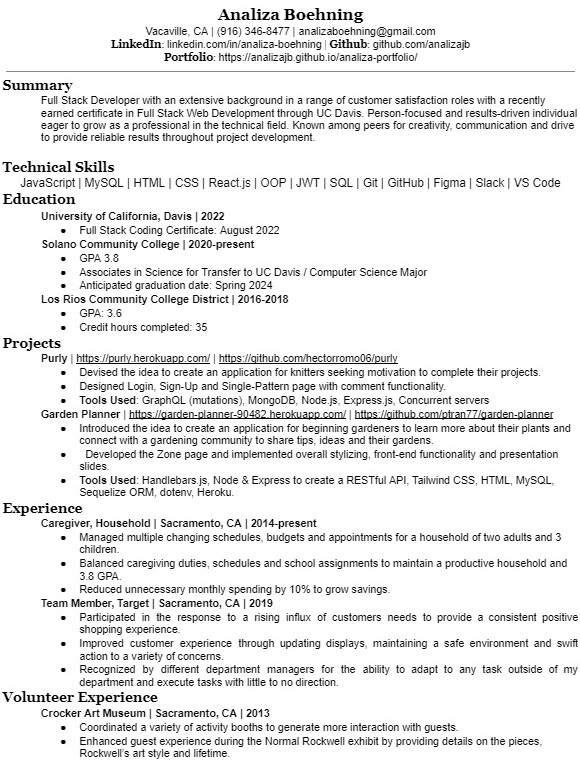 Analiza Boehning
Vacaville, CA | (916) 346-8477 | analizaboehning@gmail.com
LinkedIn: linkedin.com/in/analiza-boehning | Github: github.com/analizajb
Portfolio: https://analizajb.github.io/analiza-portfolio/
Summary
Full Stack Developer with an extensive background in a range of customer satisfaction roles with a recently
earned certificate in Full Stack Web Development through UC Davis. Person-focused and results-driven individual
eager to grow as a professional in the technical field. Known among peers for creativity, communication and drive
to provide reliable results throughout project development.
Technical Skills
JavaScript | MySQL | HTML | CSS | React.js | OOP | JWT | SQL | Git | GitHub | Figma | Slack | VS Code
Education
University of California, Davis | 2022
● Full Stack Coding Certificate: August 2022
Solano Community College | 2020-present
● GPA 3.8
● Associates in Science for Transfer to UC Davis / Computer Science Major
● Anticipated graduation date: Spring 2024
Los Rios Community College District | 2016-2018
● GPA: 3.6
● Credit hours completed: 35
Projects
Purly | https://purly.herokuapp.com/ | https://github.com/hectorromo06/purly
● Devised the idea to create an application for knitters seeking motivation to complete their projects.
● Designed Login, Sign-Up and Single-Pattern page with comment functionality.
● Tools Used: GraphQL (mutations), MongoDB, Node.js, Express.js, Concurrent servers
Garden Planner | https://garden-planner-90482.herokuapp.com/ | https://github.com/ptran77/garden-planner
● Introduced the idea to create an application for beginning gardeners to learn more about their plants and
connect with a gardening community to share tips, ideas and their gardens.
● Developed the Zone page and implemented overall stylizing, front-end functionality and presentation
slides.
● Tools Used: Handlebars.js, Node & Express to create a RESTful API, Tailwind CSS, HTML, MySQL,
Sequelize ORM, dotenv, Heroku.
Experience
Caregiver, Household | Sacramento, CA | 2014-present
● Managed multiple changing schedules, budgets and appointments for a household of two adults and 3
children.
● Balanced caregiving duties, schedules and school assignments to maintain a productive household and
3.8 GPA.
● Reduced unnecessary monthly spending by 10% to grow savings.
Team Member, Target | Sacramento, CA | 2019
● Participated in the response to a rising influx of customers needs to provide a consistent positive
shopping experience.
● Improved customer experience through updating displays, maintaining a safe environment and swift
action to a variety of concerns.
● Recognized by different department managers for the ability to adapt to any task outside of my
department and execute tasks with little to no direction.
Volunteer Experience
Crocker Art Museum | Sacramento, CA | 2013
● Coordinated a variety of activity booths to generate more interaction with guests.
● Enhanced guest experience during the Normal Rockwell exhibit by providing details on the pieces,
Rockwell's art style and lifetime.